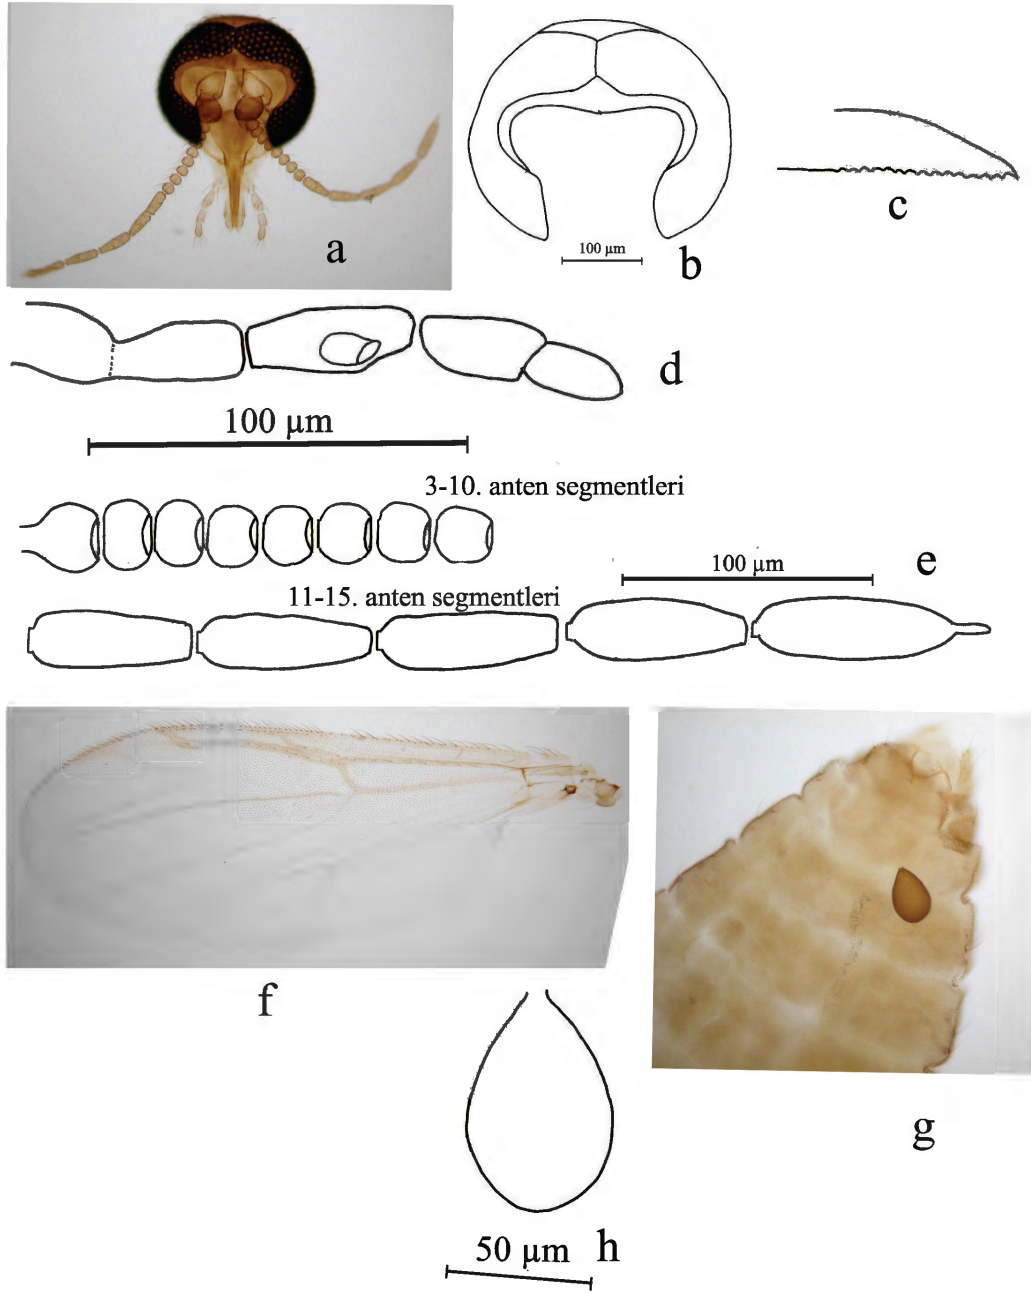 a
100 µm
b
c
d
100 µm
3-10. anten segmentleri
e
100 µm
11-15. anten segmentleri
f
g
50 µm
h